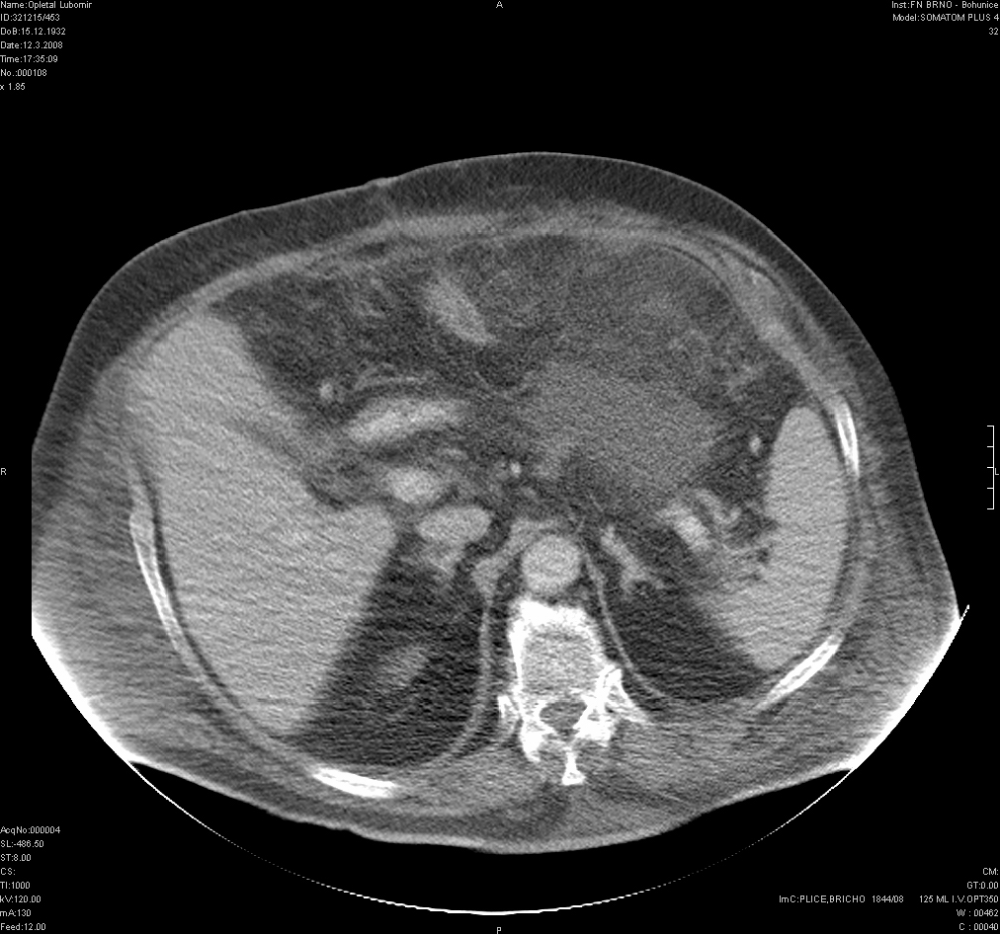 Name:Opletal Lubomir
ID:321215/453
DoB:15.12.1932
Date:12.3.2008
Time:17:35:09
No.:000108
x 1.85
A
Inst:FN BRNO - Bohunice
Model:SOMATOM PLUS 4
32
R
L
AcqNo:000004
SL:-486.50
ST:8.00
CS:
TI:1000
kV:120.00
mA:130
Feed:12.00
P
CM:
GT:0.00
ImC:PLICE,BRICHO 1844/08 125 ML I.V.OPT350
W : 00462
C : 00040